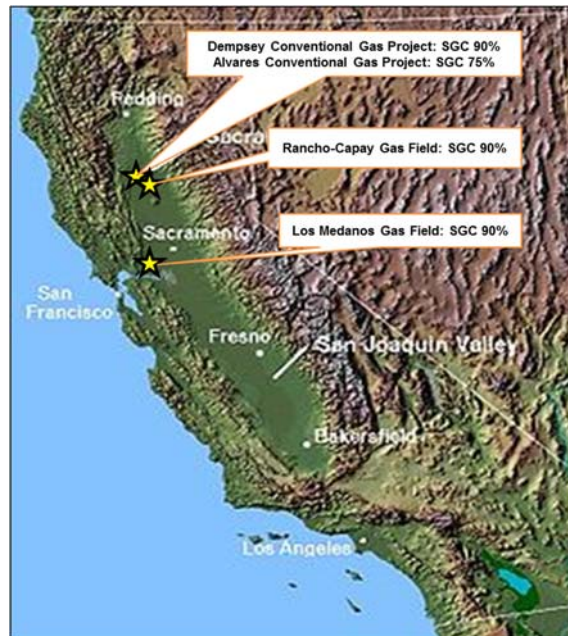 Dempsey Conventional Gas Project: SGC 90%
Alvares Conventional Gas Project: SGC 75%
Redding
Sacra
Rancho-Capay Gas Field: SGC 90%
Los Medanos Gas Field: SGC 90%
Sacramento
San
Francisco
Fresno
San Joaquin Valley
Bakersfield
Los Angeles